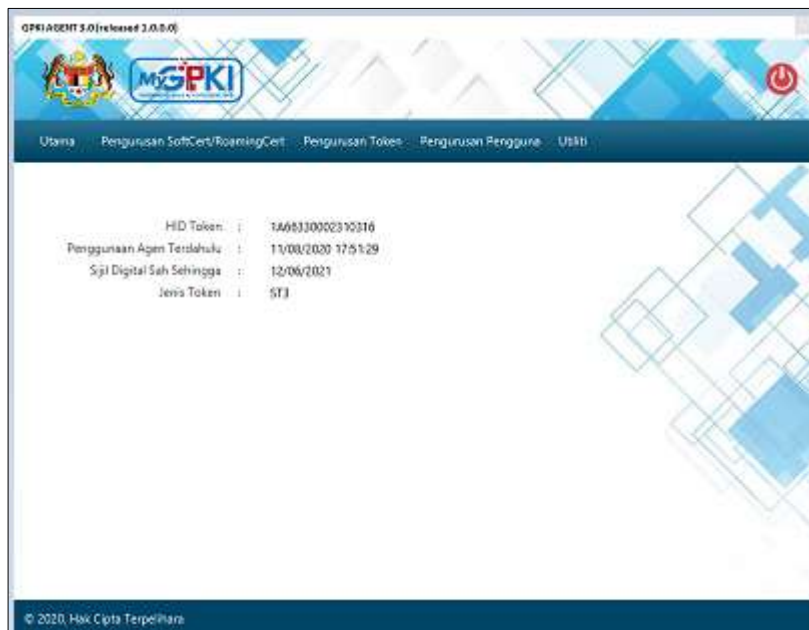 GPKI AGENT 3.0 (released 1.0.0.0)
MyGPKI
Utama Pengurusan SoftCert/RoamingCert Pengurusan Token Pengurusan Pengguna Utiliti
HID Token : 1A66330002310316
Penggunaan Agen Terdahulu : 11/08/2020 17:51:29
Sijil Digital Sah Sehingga : 12/06/2021
Jenis Token : ST3
© 2020, Hak Cipta Terpelihara